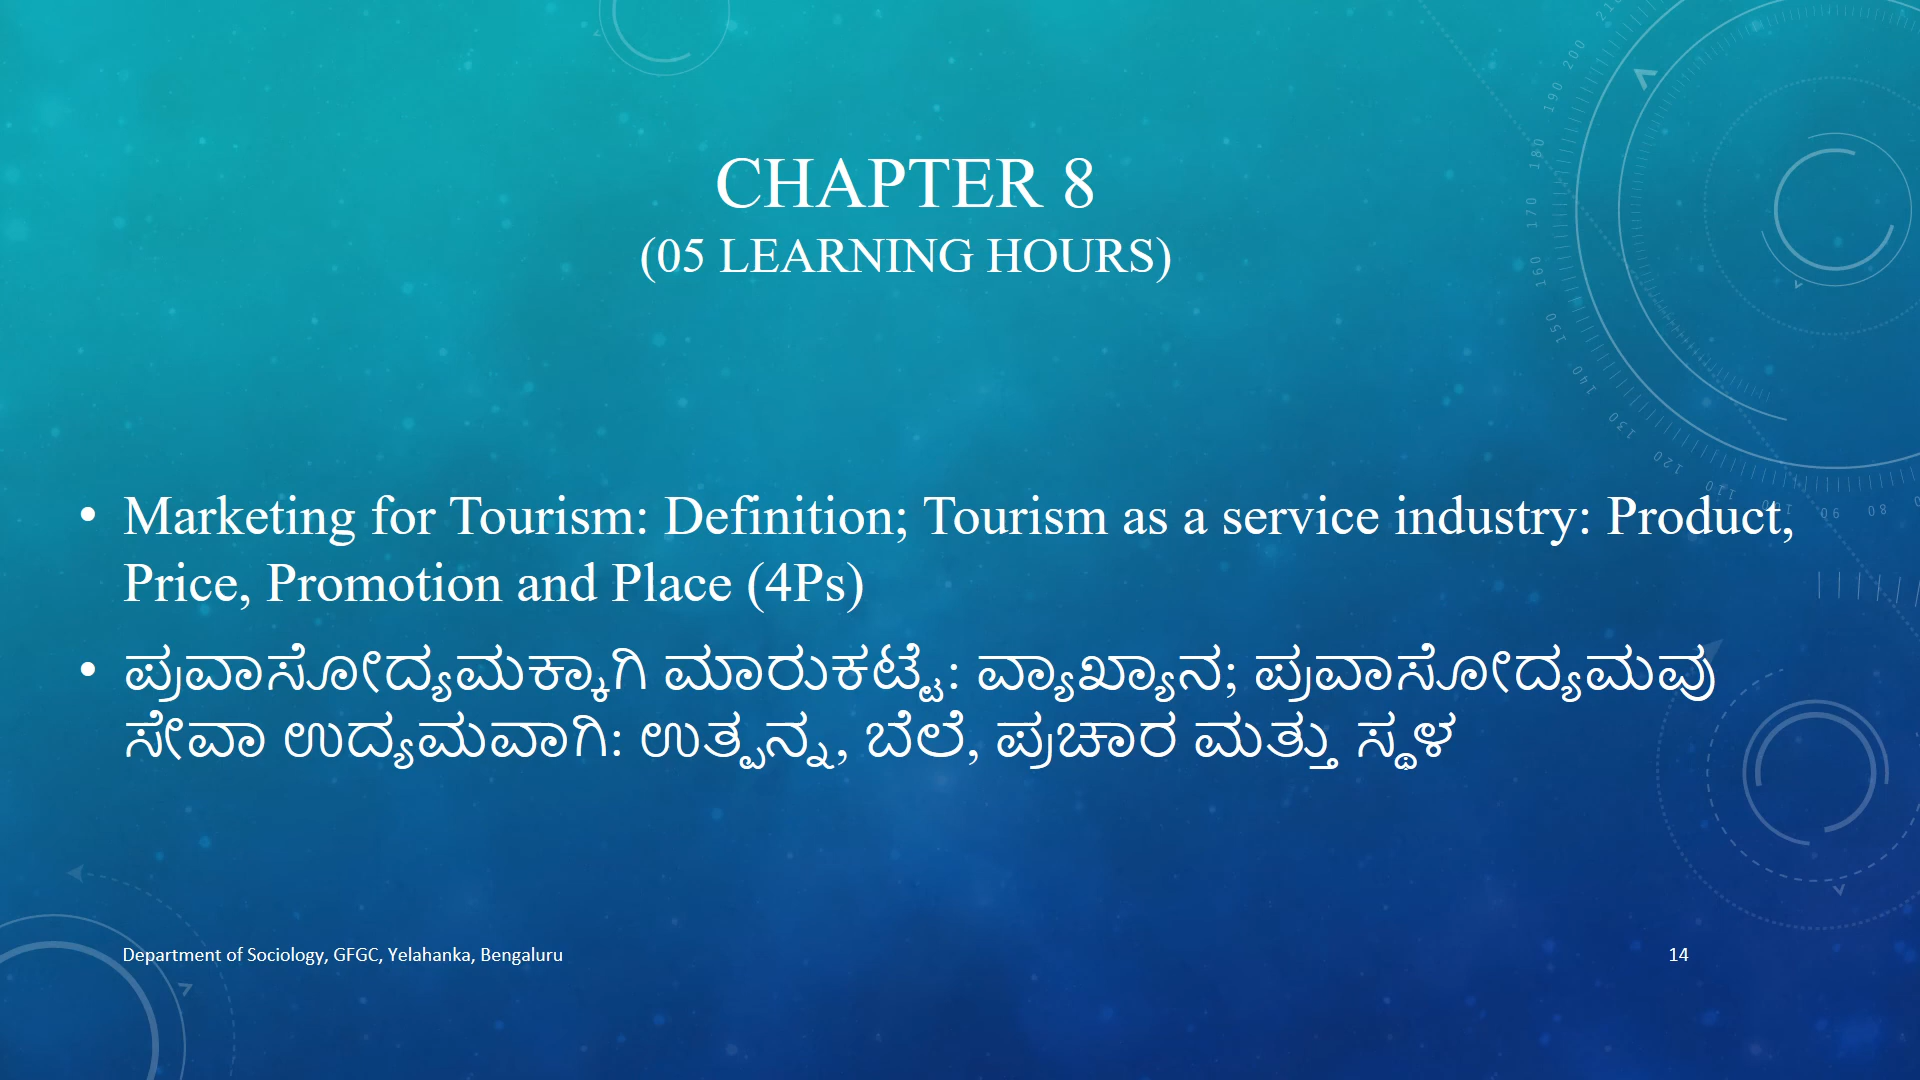 CHAPTER 8
(05 LEARNING HOURS)
• Marketing for Tourism: Definition; Tourism as a service industry: Product,
Price, Promotion and Place (4Ps)
• ಪ್ರವಾಸೋದ್ಯಮಕ್ಕಾಗಿ ಮಾರುಕಟ್ಟೆ: ವ್ಯಾಖ್ಯಾನ; ಪ್ರವಾಸೋದ್ಯಮವು
ಸೇವಾ ಉದ್ಯಮವಾಗಿ: ಉತ್ಪನ್ನ, ಬೆಲೆ, ಪ್ರಚಾರ ಮತ್ತು ಸ್ಥಳ
Department of Sociology, GFGC, Yelahanka, Bengaluru
14